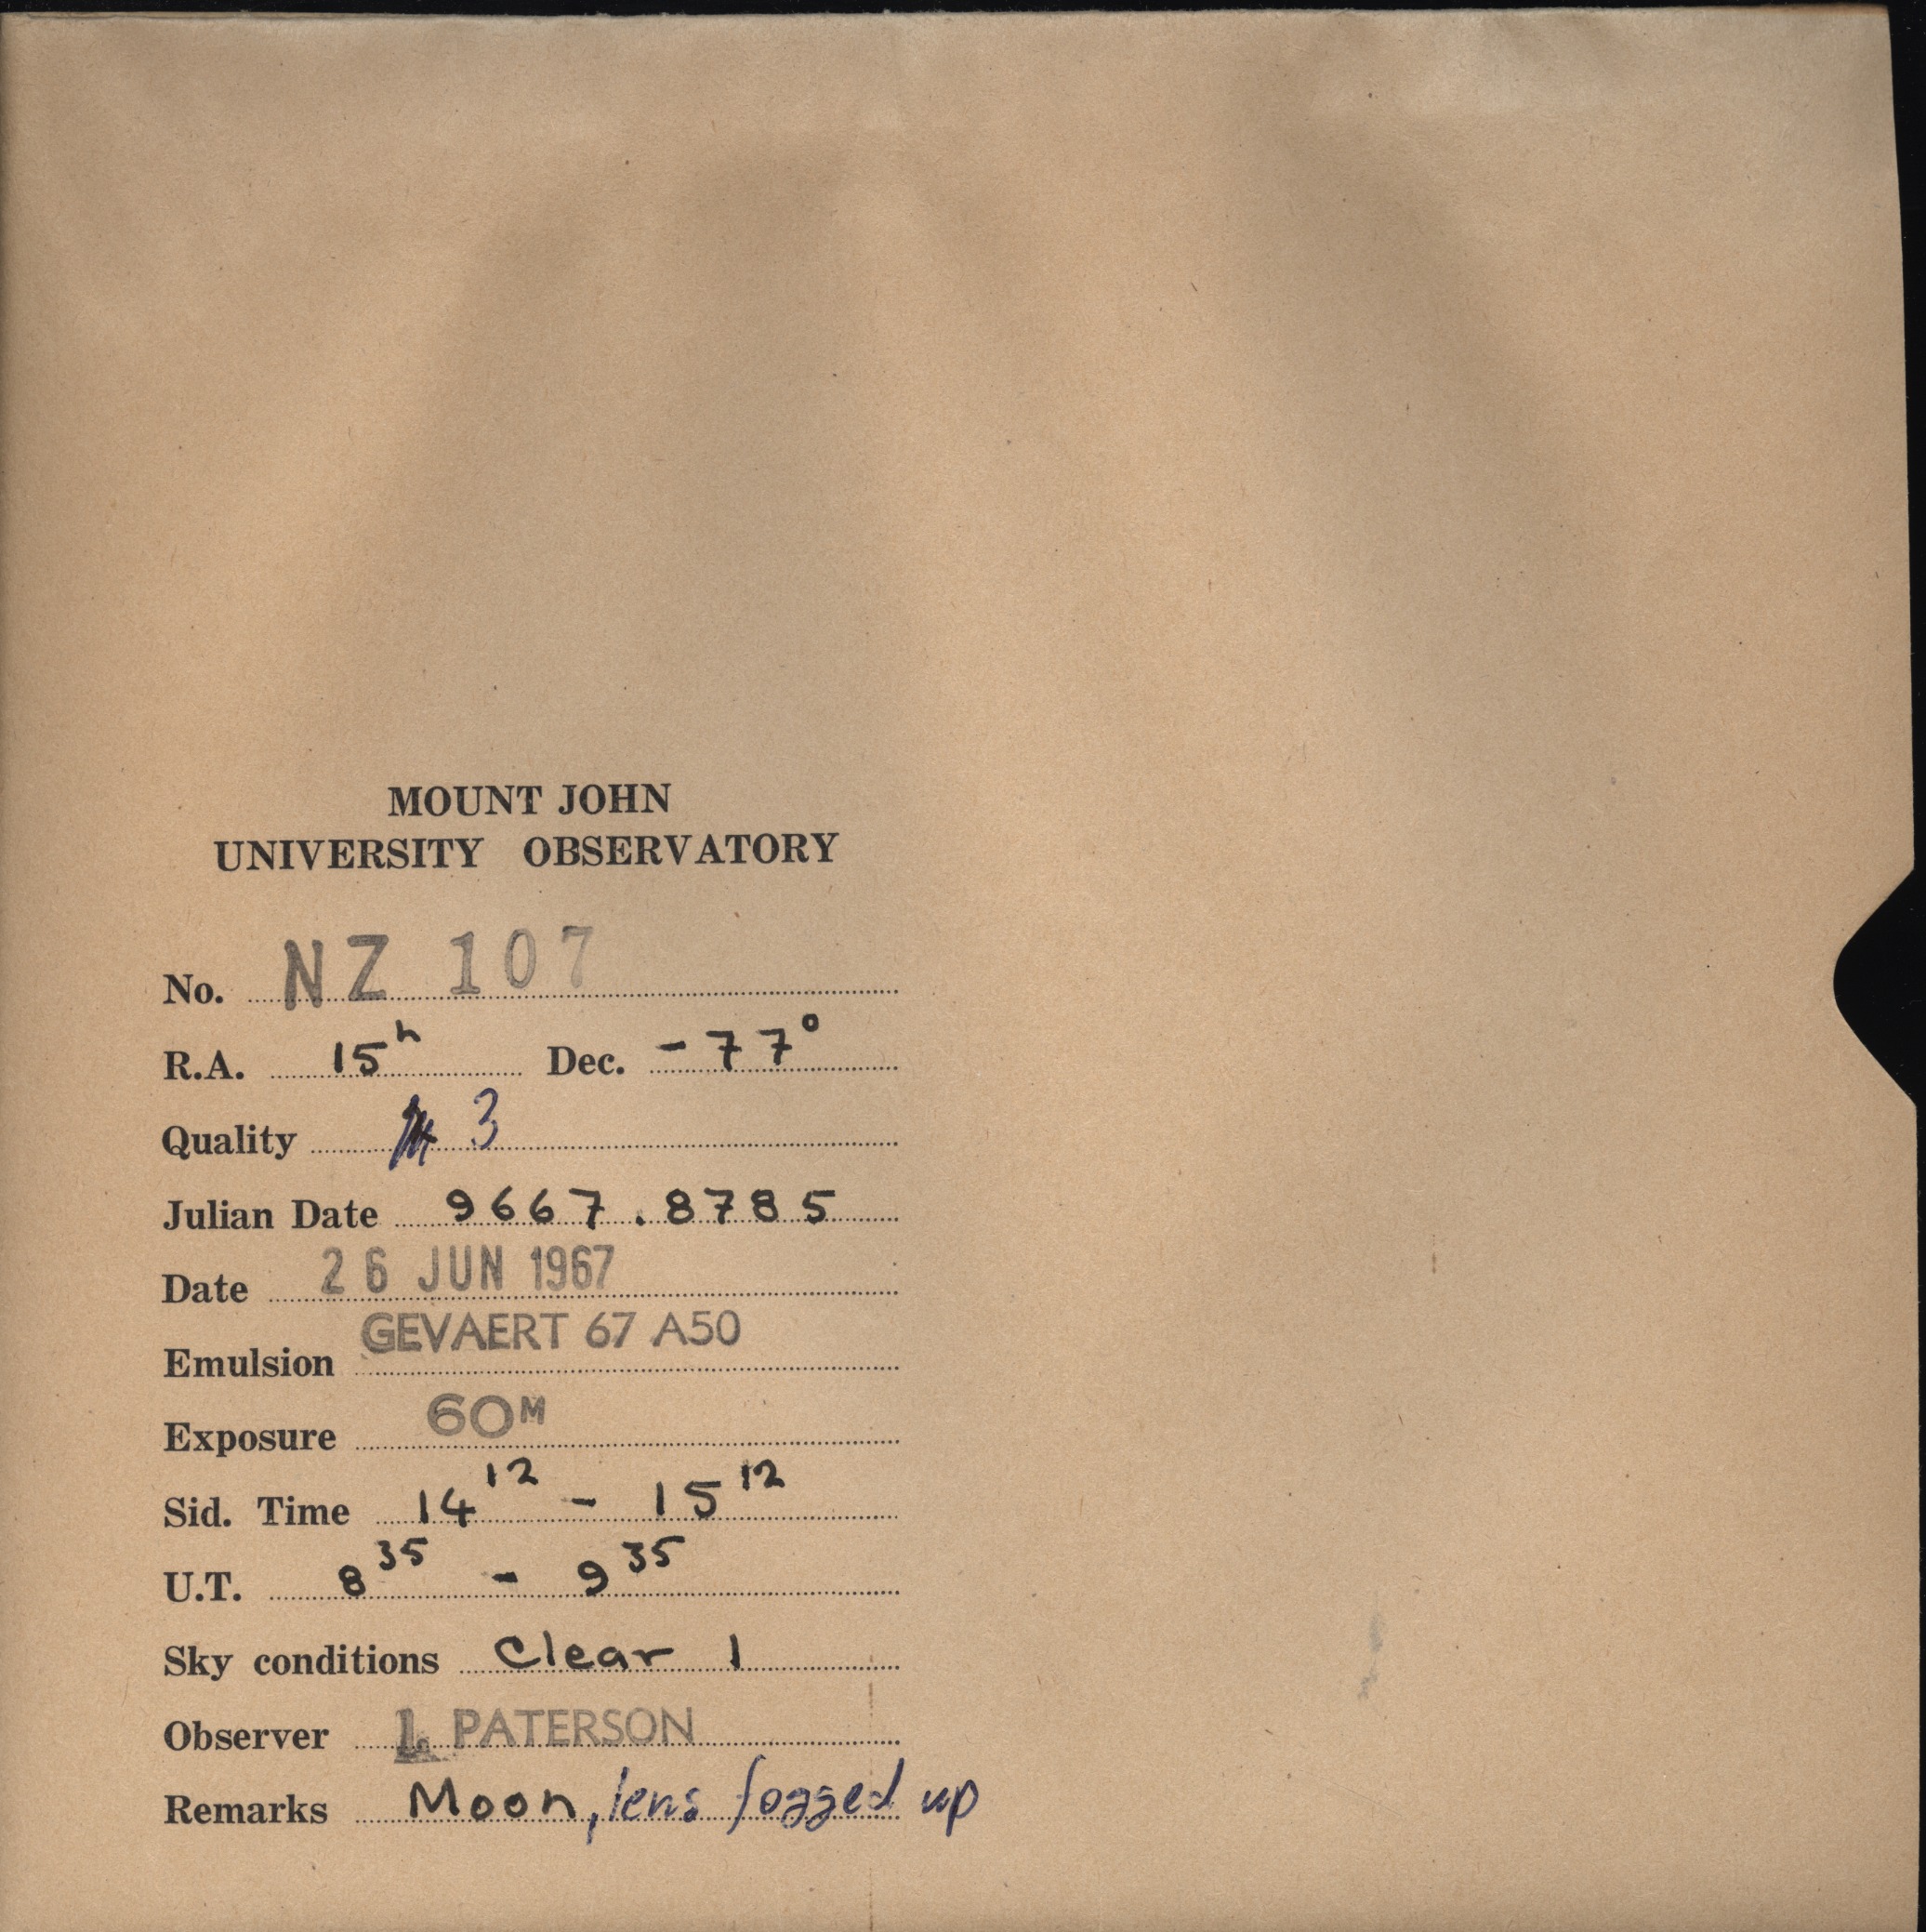 MOUNT JOHN
UNIVERSITY OBSERVATORY
No. NZ 107
R.A. 15h Dec. -77°
Quality 3
Julian Date 9667.8785
Date 26 JUN 1967
Emulsion GEVAERT 67 A50
Exposure 60M
Sid. Time 14 12 - 15 12
U.T. 8 35 - 9 35
Sky conditions Clear 1
Observer PATERSON
Remarks Moon, lens fogged up